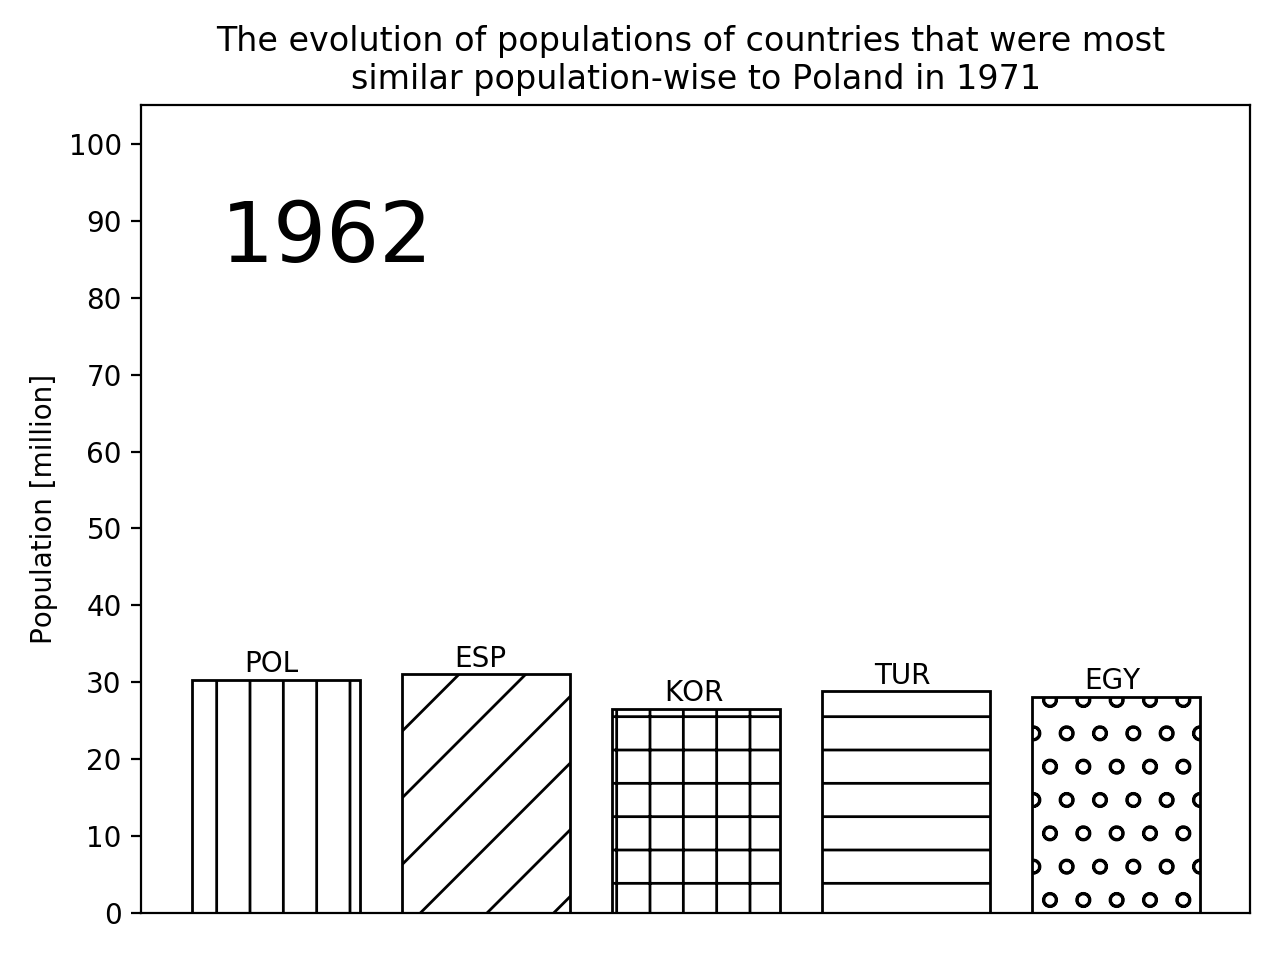 The evolution of populations of countries that were most
similar population-wise to Poland in 1971
1962
Population [million]
100
90
80
70
60
50
40
30
20
10
0
POL
ESP
KOR
TUR
EGY